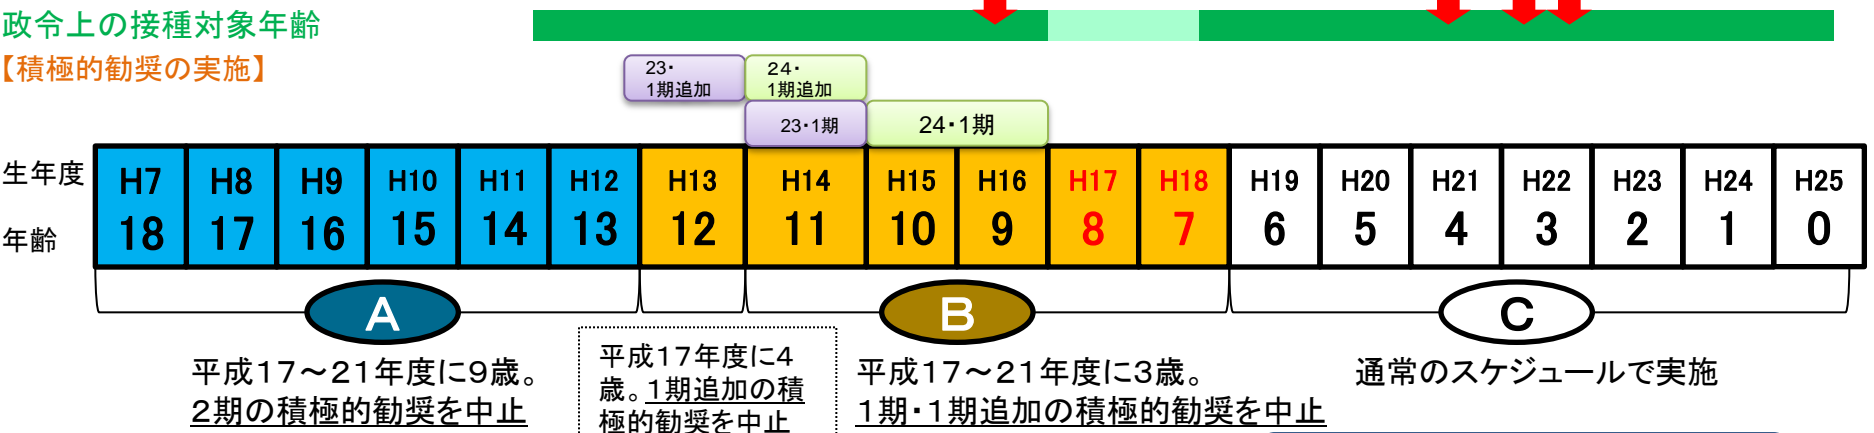 政令上の接種対象年齢
【積極的勧奨の実施】
23・
1期追加
24・
1期追加
23・1期
24・1期
生年度
H7 H8 H9 H10 H11 H12 H13 H14 H15 H16 H17 H18 H19 H20 H21 H22 H23 H24 H25
年齢
18 17 16 15 14 13 12 11 10 9 8 7 6 5 4 3 2 1 0
A
B
C
平成17～21年度に9歳。
2期の積極的勧奨を中止
平成17年度に4
歳。1期追加の積
極的勧奨を中止
平成17～21年度に3歳。
1期・1期追加の積極的勧奨を中止
通常のスケジュールで実施